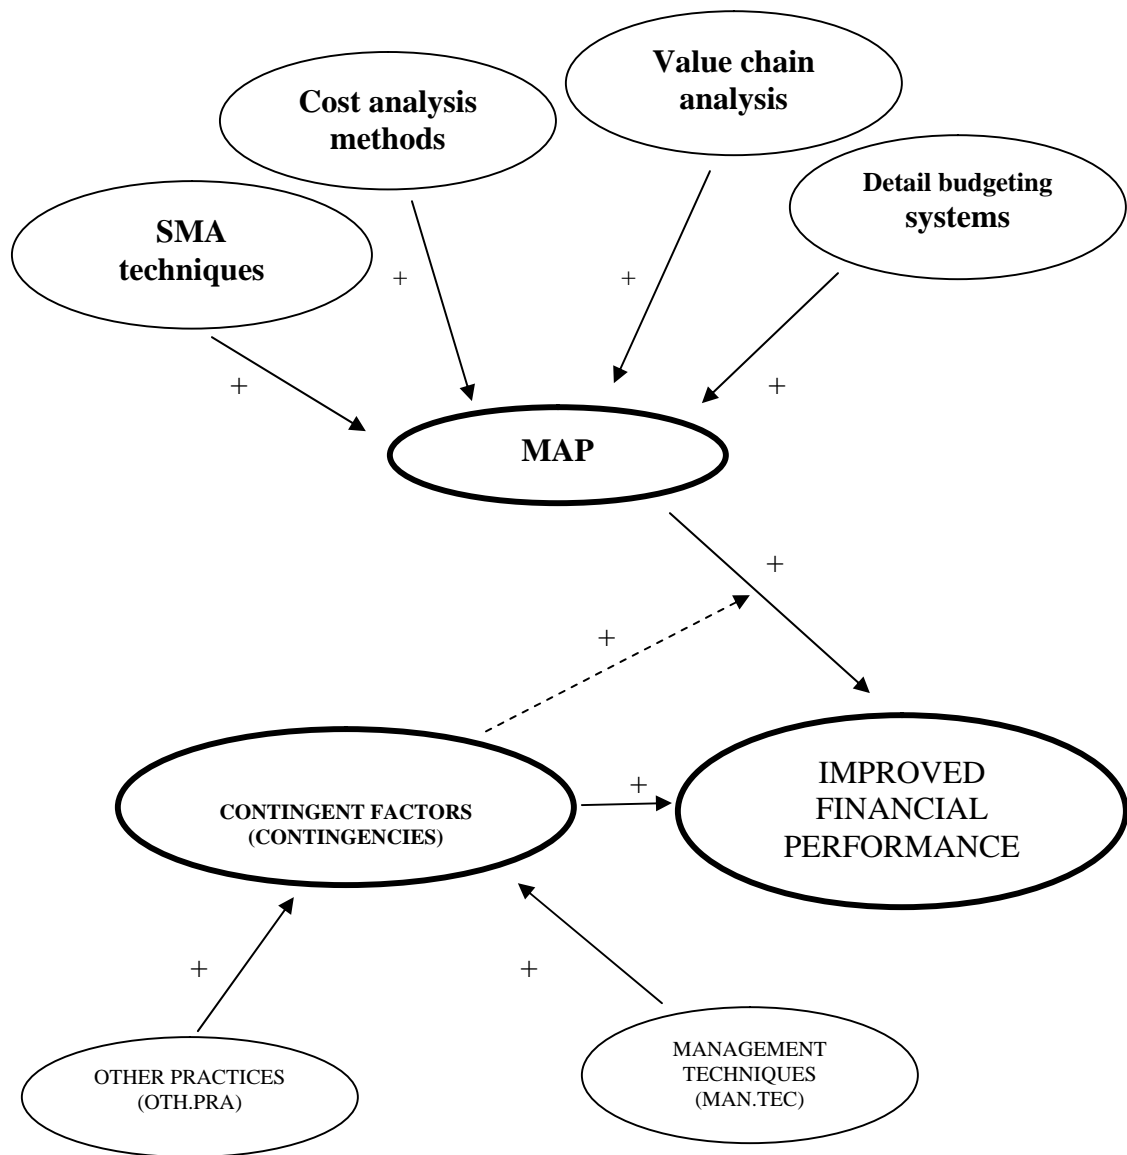 Value chain
analysis
Cost analysis
methods
Detail budgeting
systems
SMA
techniques
+
+
+
+
MAP
+
+
+
CONTINGENT FACTORS
(CONTINGENCIES)
IMPROVED
FINANCIAL
PERFORMANCE
+
+
OTHER PRACTICES
(OTH.PRA)
MANAGEMENT
TECHNIQUES
(MAN.TEC)